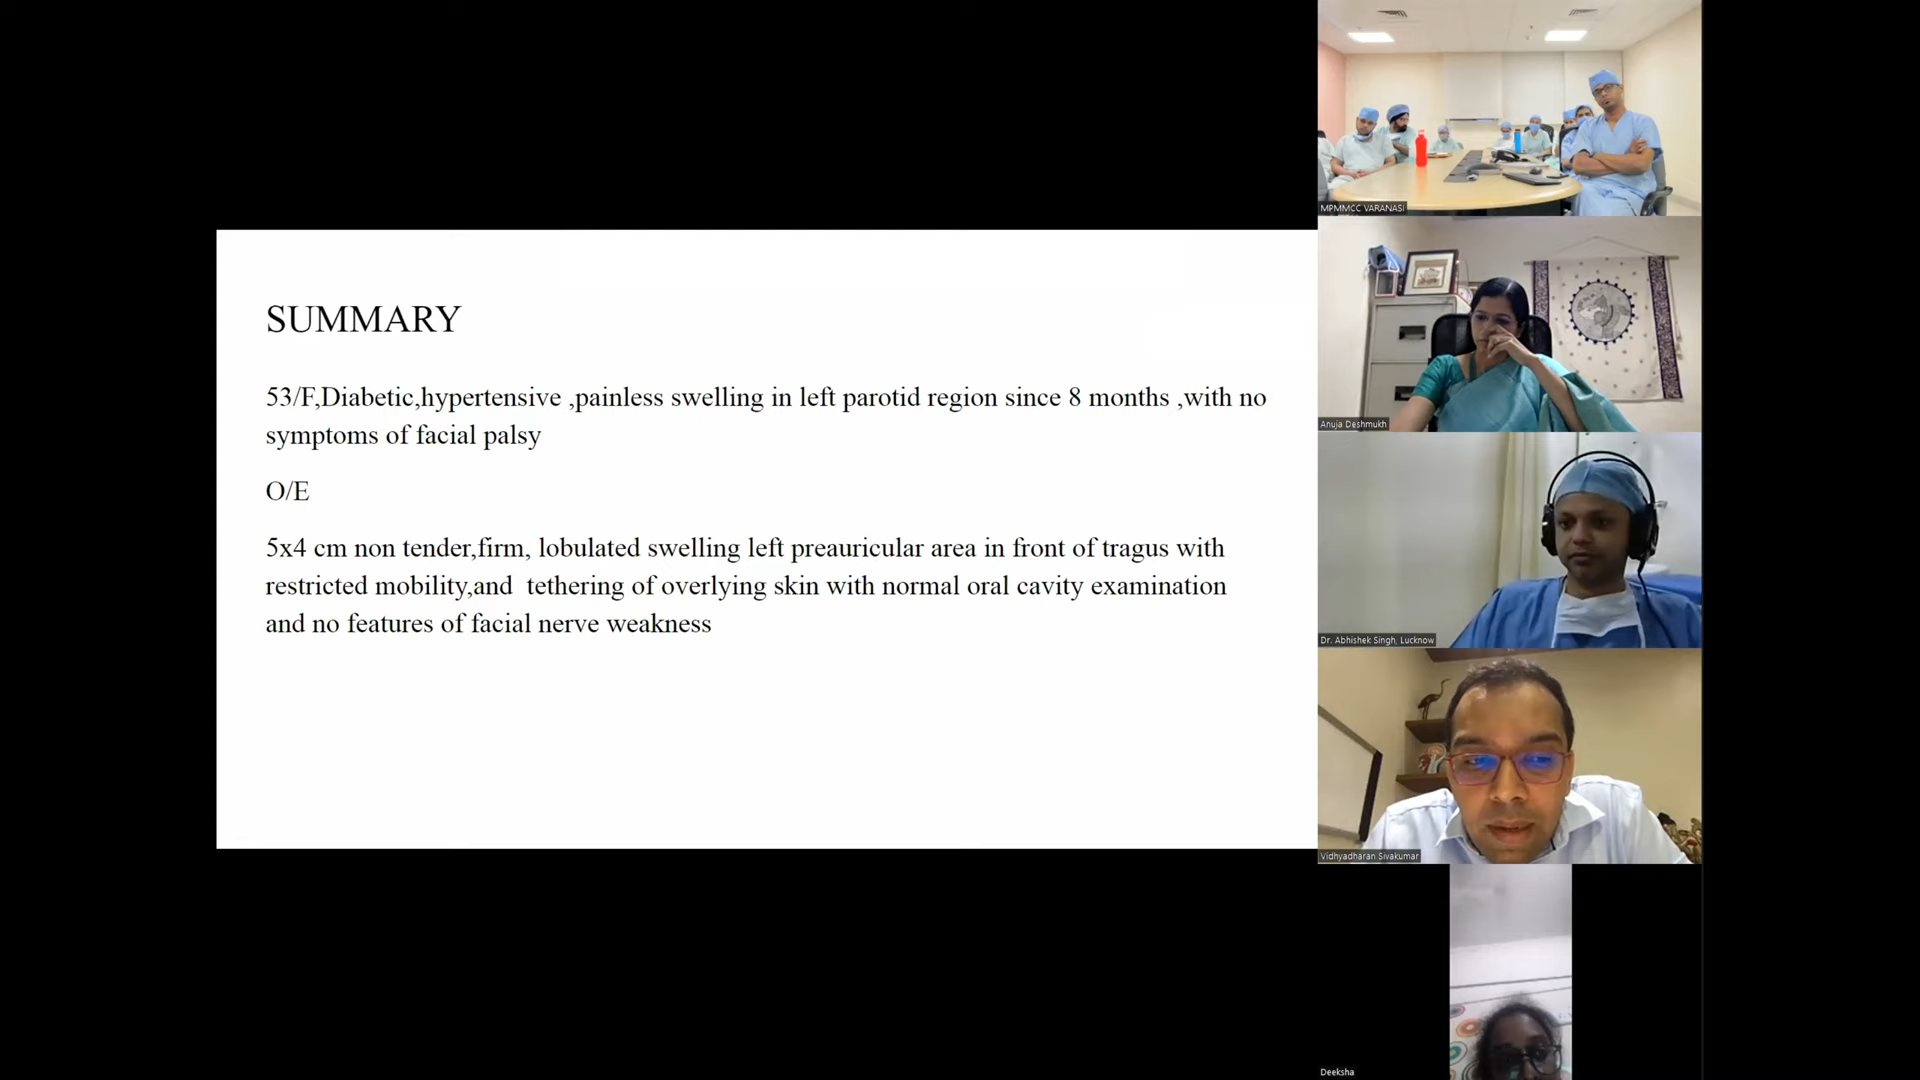 SUMMARY
53/F,Diabetic,hypertensive ,painless swelling in left parotid region since 8 months ,with no
symptoms of facial palsy
O/E
5x4 cm non tender,firm, lobulated swelling left preauricular area in front of tragus with
restricted mobility,and tethering of overlying skin with normal oral cavity examination
and no features of facial nerve weakness
MPMMCC VARANASI
Anuja Deshmukh
Dr. Abhishek Singh, Lucknow
Vidhyadharan Sivakumar
Deeksha